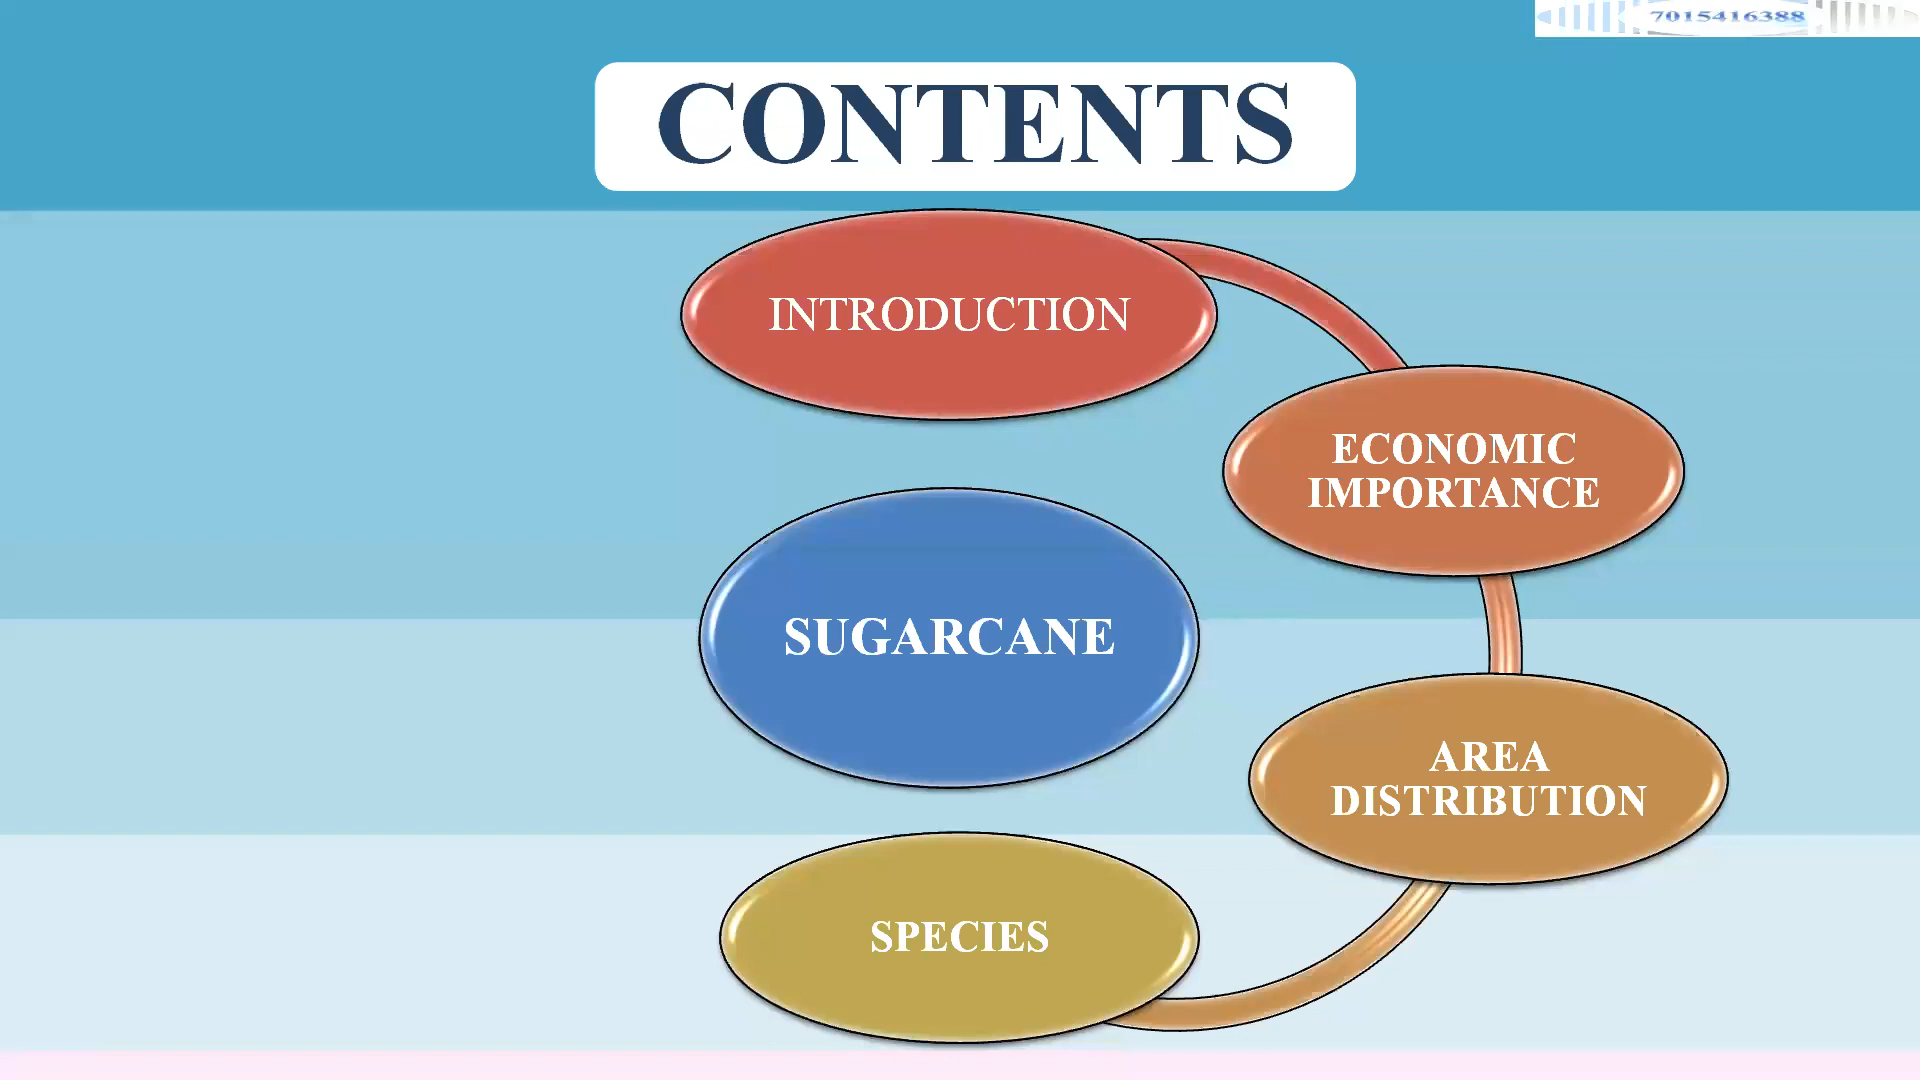 7015416388
CONTENTS
INTRODUCTION
ECONOMIC
IMPORTANCE
SUGARCANE
AREA
DISTRIBUTION
SPECIES